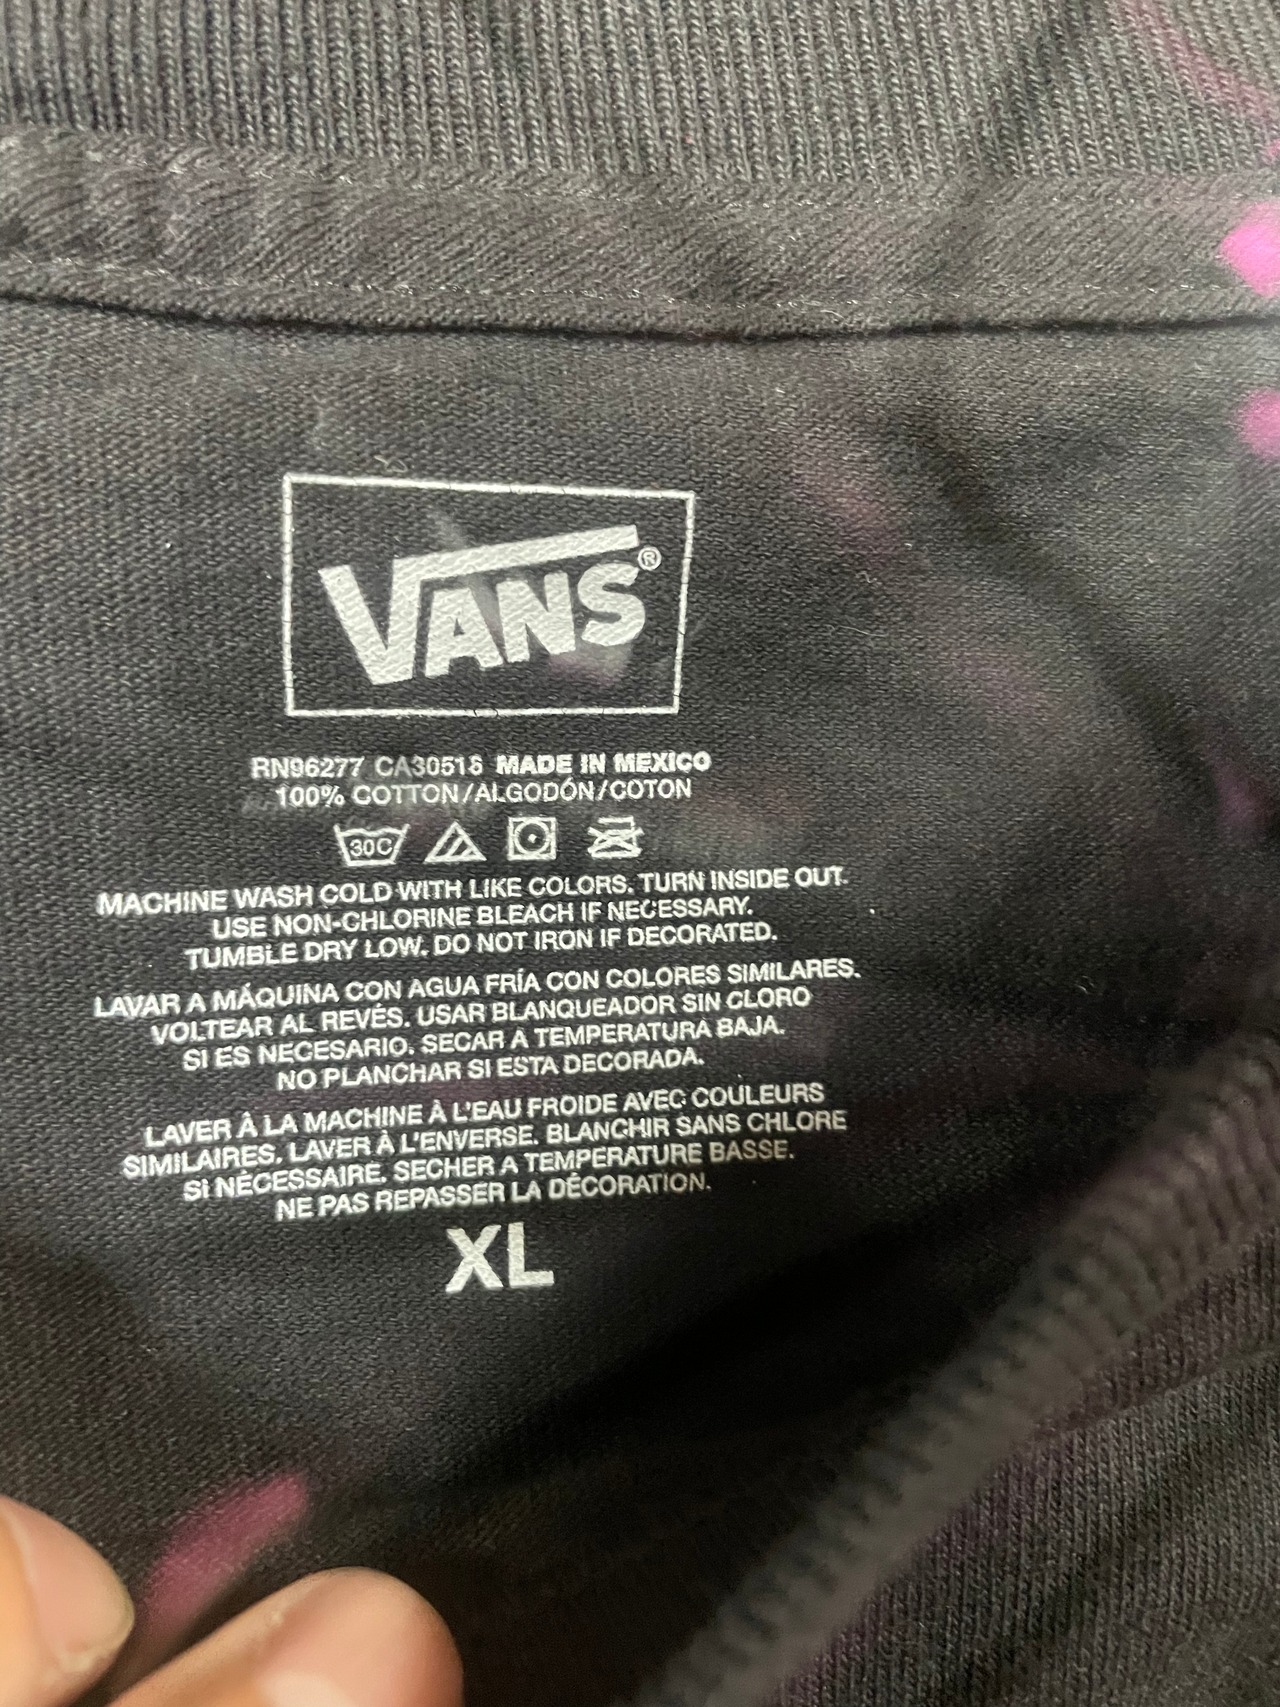 VANS®
RN96277 CA30516 MADE IN MEXICO
100% COTTON/ALGODÓN/COTON
30C
MACHINE WASH COLD WITH LIKE COLORS. TURN INSIDE OUT.
USE NON-CHLORINE BLEACH IF NECESSARY.
TUMBLE DRY LOW. DO NOT IRON IF DECORATED.
LAVAR A MÁQUINA CON AGUA FRÍA CON COLORES SIMILARES.
VOLTEAR AL REVÉS. USAR BLANQUEADOR SIN CLORO
SI ES NECESARIO. SECAR A TEMPERATURA BAJA.
NO PLANCHAR SI ESTA DECORADA.
LAVER À LA MACHINE À L'EAU FROIDE AVEC COULEURS
SIMILAIRES. LAVER À L'ENVERSE. BLANCHIR SANS CHLORE
SI NÉCESSAIRE. SECHER A TEMPERATURE BASSE.
NE PAS REPASSER LA DÉCORATION.
XL